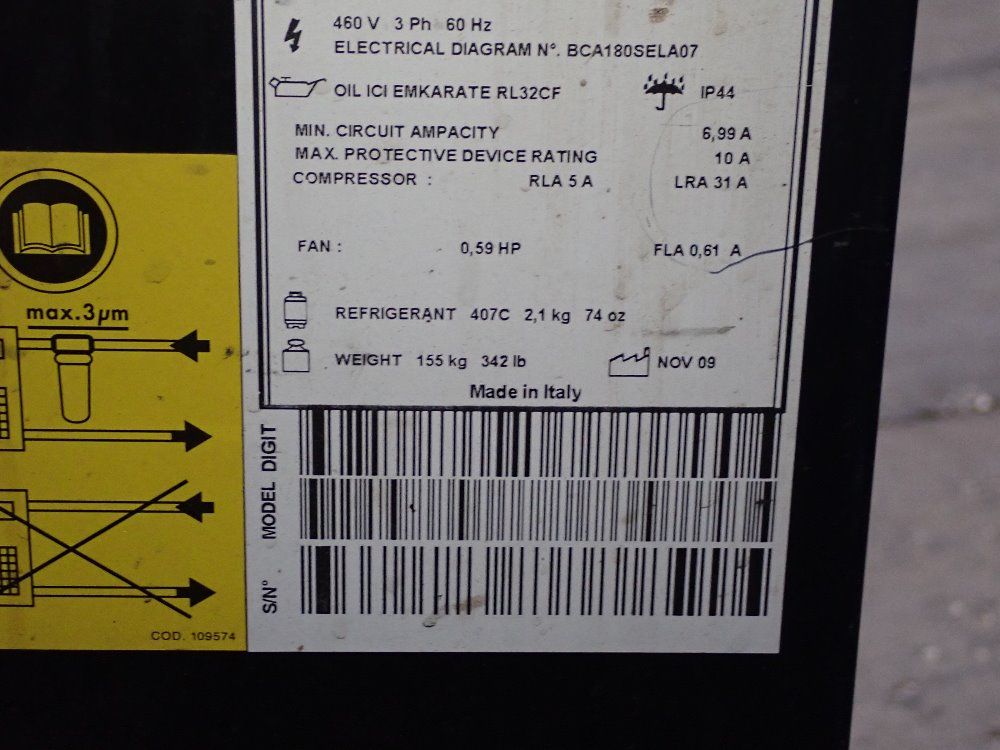 460 V 3 Ph 60 Hz
ELECTRICAL DIAGRAM N°. BCA180SELA07
OIL ICI EMKARATE RL32CF IP44
MIN. CIRCUIT AMPACITY 6,99 A
MAX. PROTECTIVE DEVICE RATING 10 A
COMPRESSOR : RLA 5 A LRA 31 A
FAN : 0,59 HP FLA 0,61 A
REFRIGERANT 407C 2,1 kg 74 oz
WEIGHT 155 kg 342 lb NOV 09
Made in Italy
DIGIT
MODEL
S/N°
max.3µm
COD. 109574